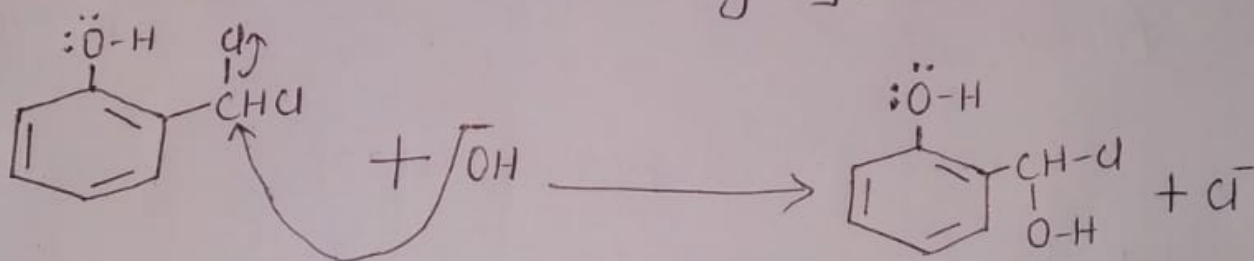 :Ö-H Cl
CHCl
+ ⁻OH
:Ö-H
CH-Cl + Cl⁻
O-H